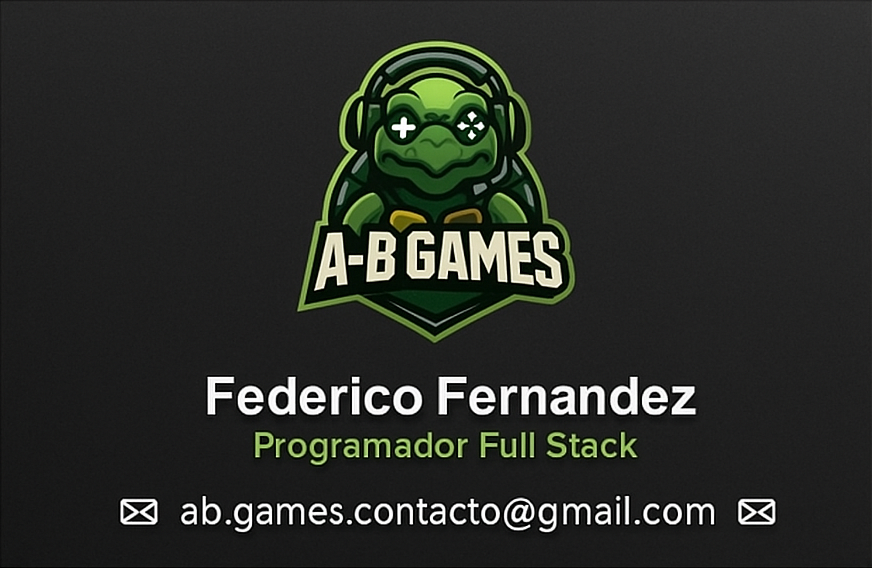 A-B GAMES
Federico Fernandez
Programador Full Stack
ab.games.contacto@gmail.com